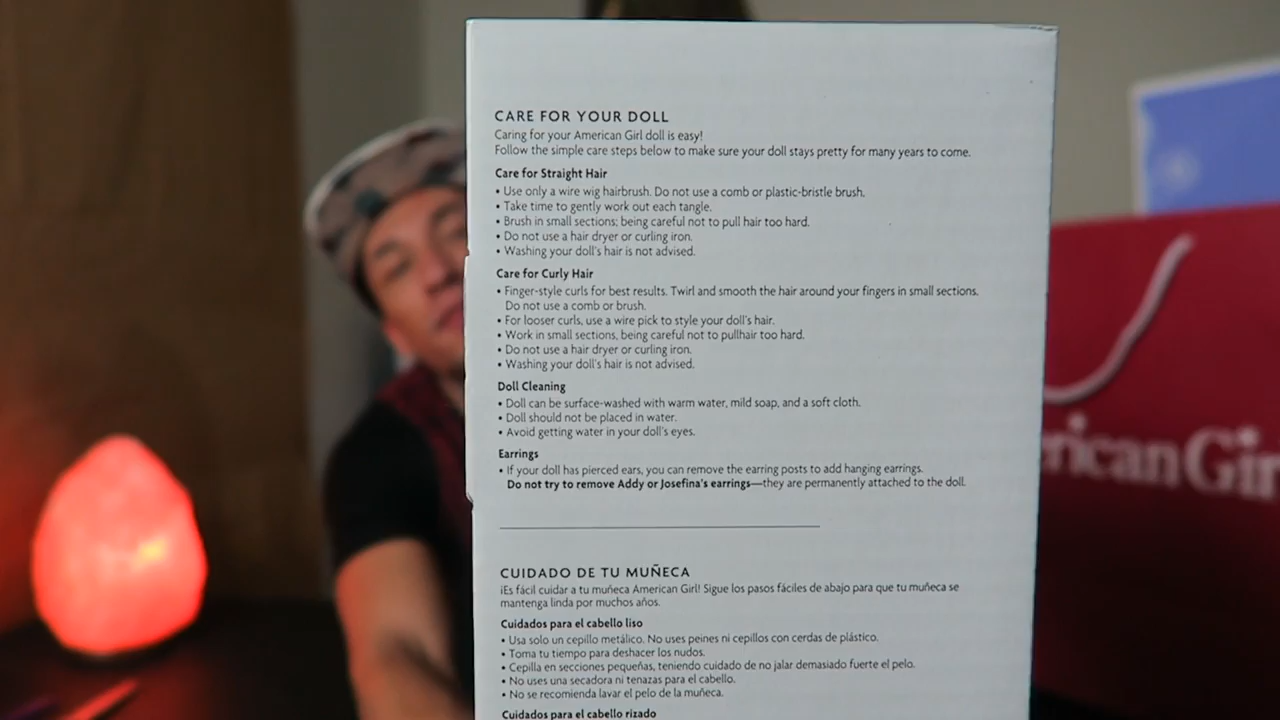 CARE FOR YOUR DOLL
Caring for your American Girl doll is easy!
Follow the simple care steps below to make sure your doll stays pretty for many years to come.
Care for Straight Hair
• Use only a wire wig hairbrush. Do not use a comb or plastic-bristle brush.
• Take time to gently work out each tangle.
• Brush in small sections; being careful not to pull hair too hard.
• Do not use a hair dryer or curling iron.
• Washing your doll's hair is not advised.
Care for Curly Hair
• Finger-style curls for best results. Twirl and smooth the hair around your fingers in small sections.
Do not use a comb or brush.
• For looser curls, use a wire pick to style your doll's hair.
• Work in small sections, being careful not to pullhair too hard.
• Do not use a hair dryer or curling iron.
• Washing your doll's hair is not advised.
Doll Cleaning
• Doll can be surface-washed with warm water, mild soap, and a soft cloth.
• Doll should not be placed in water.
• Avoid getting water in your doll's eyes.
Earrings
• If your doll has pierced ears, you can remove the earring posts to add hanging earrings.
Do not try to remove Addy or Josefina's earrings—they are permanently attached to the doll.
CUIDADO DE TU MUÑECA
¡Es fácil cuidar a tu muñeca American Girl! Sigue los pasos fáciles de abajo para que tu muñeca se
mantenga linda por muchos años.
Cuidados para el cabello liso
• Usa solo un cepillo metálico. No uses peines ni cepillos con cerdas de plástico.
• Toma tu tiempo para deshacer los nudos.
• Cepilla en secciones pequeñas, teniendo cuidado de no jalar demasiado fuerte el pelo.
• No uses una secadora ni tenazas para el cabello.
• No se recomienda lavar el pelo de la muñeca.
Cuidados para el cabello rizado
rican Gir